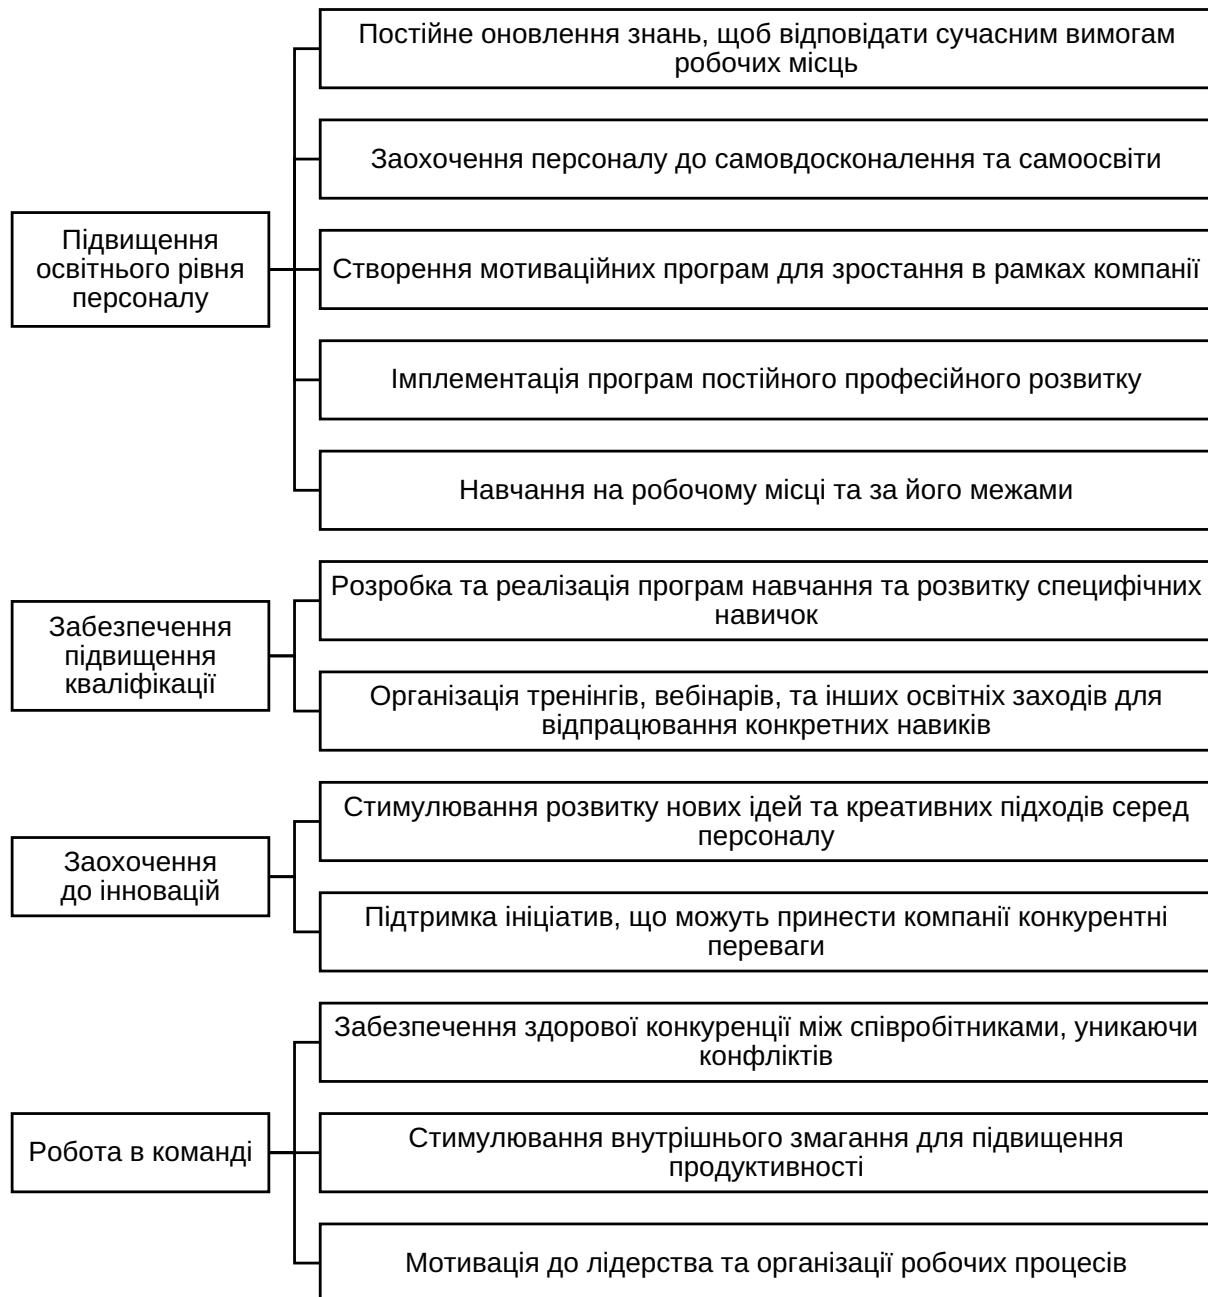 Постійне оновлення знань, щоб відповідати сучасним вимогам
робочих місць
Заохочення персоналу до самовдосконалення та самоосвіти
Підвищення
освітнього рівня
персоналу
Створення мотиваційних програм для зростання в рамках компанії
Імплементація програм постійного професійного розвитку
Навчання на робочому місці та за його межами
Забезпечення
підвищення
кваліфікації
Розробка та реалізація програм навчання та розвитку специфічних
навичок
Організація тренінгів, вебінарів, та інших освітніх заходів для
відпрацювання конкретних навиків
Заохочення
до інновацій
Стимулювання розвитку нових ідей та креативних підходів серед
персоналу
Підтримка ініціатив, що можуть принести компанії конкурентні
переваги
Робота в команді
Забезпечення здорової конкуренції між співробітниками, уникаючи
конфліктів
Стимулювання внутрішнього змагання для підвищення
продуктивності
Мотивація до лідерства та організації робочих процесів